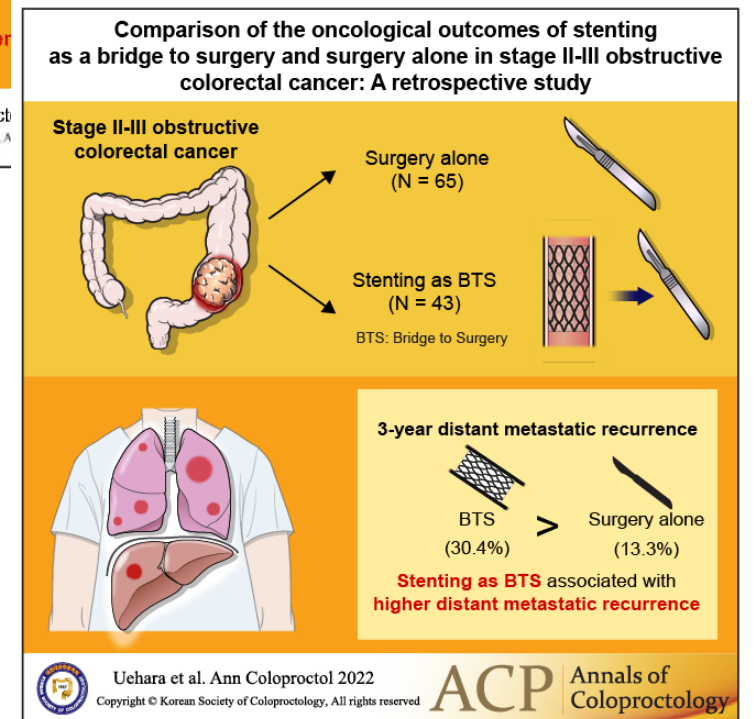 Comparison of the oncological outcomes of stenting
as a bridge to surgery and surgery alone in stage II-III obstructive
colorectal cancer: A retrospective study
Stage II-III obstructive
colorectal cancer
Surgery alone
(N = 65)
Stenting as BTS
(N = 43)
BTS: Bridge to Surgery
3-year distant metastatic recurrence
BTS
>
Surgery alone
(30.4%)
(13.3%)
Stenting as BTS associated with
higher distant metastatic recurrence
Uehara et al. Ann Coloproctol 2022
Copyright © Korean Society of Coloproctology, All rights reserved
ACP
Annals of
Coloproctology